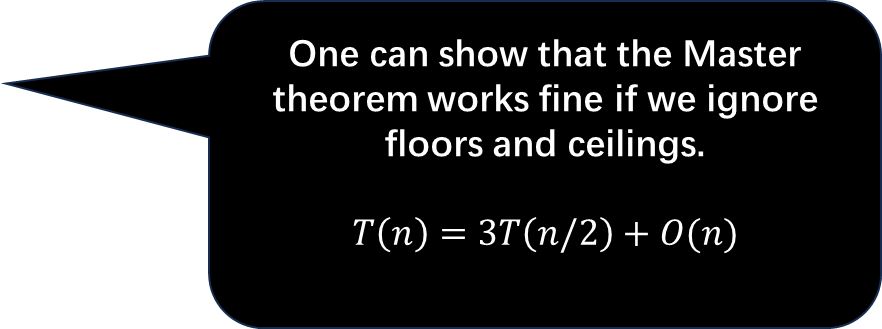 One can show that the Master
theorem works fine if we ignore
floors and ceilings.
𝑇(𝑛) = 3𝑇(𝑛/2) + 𝑂(𝑛)